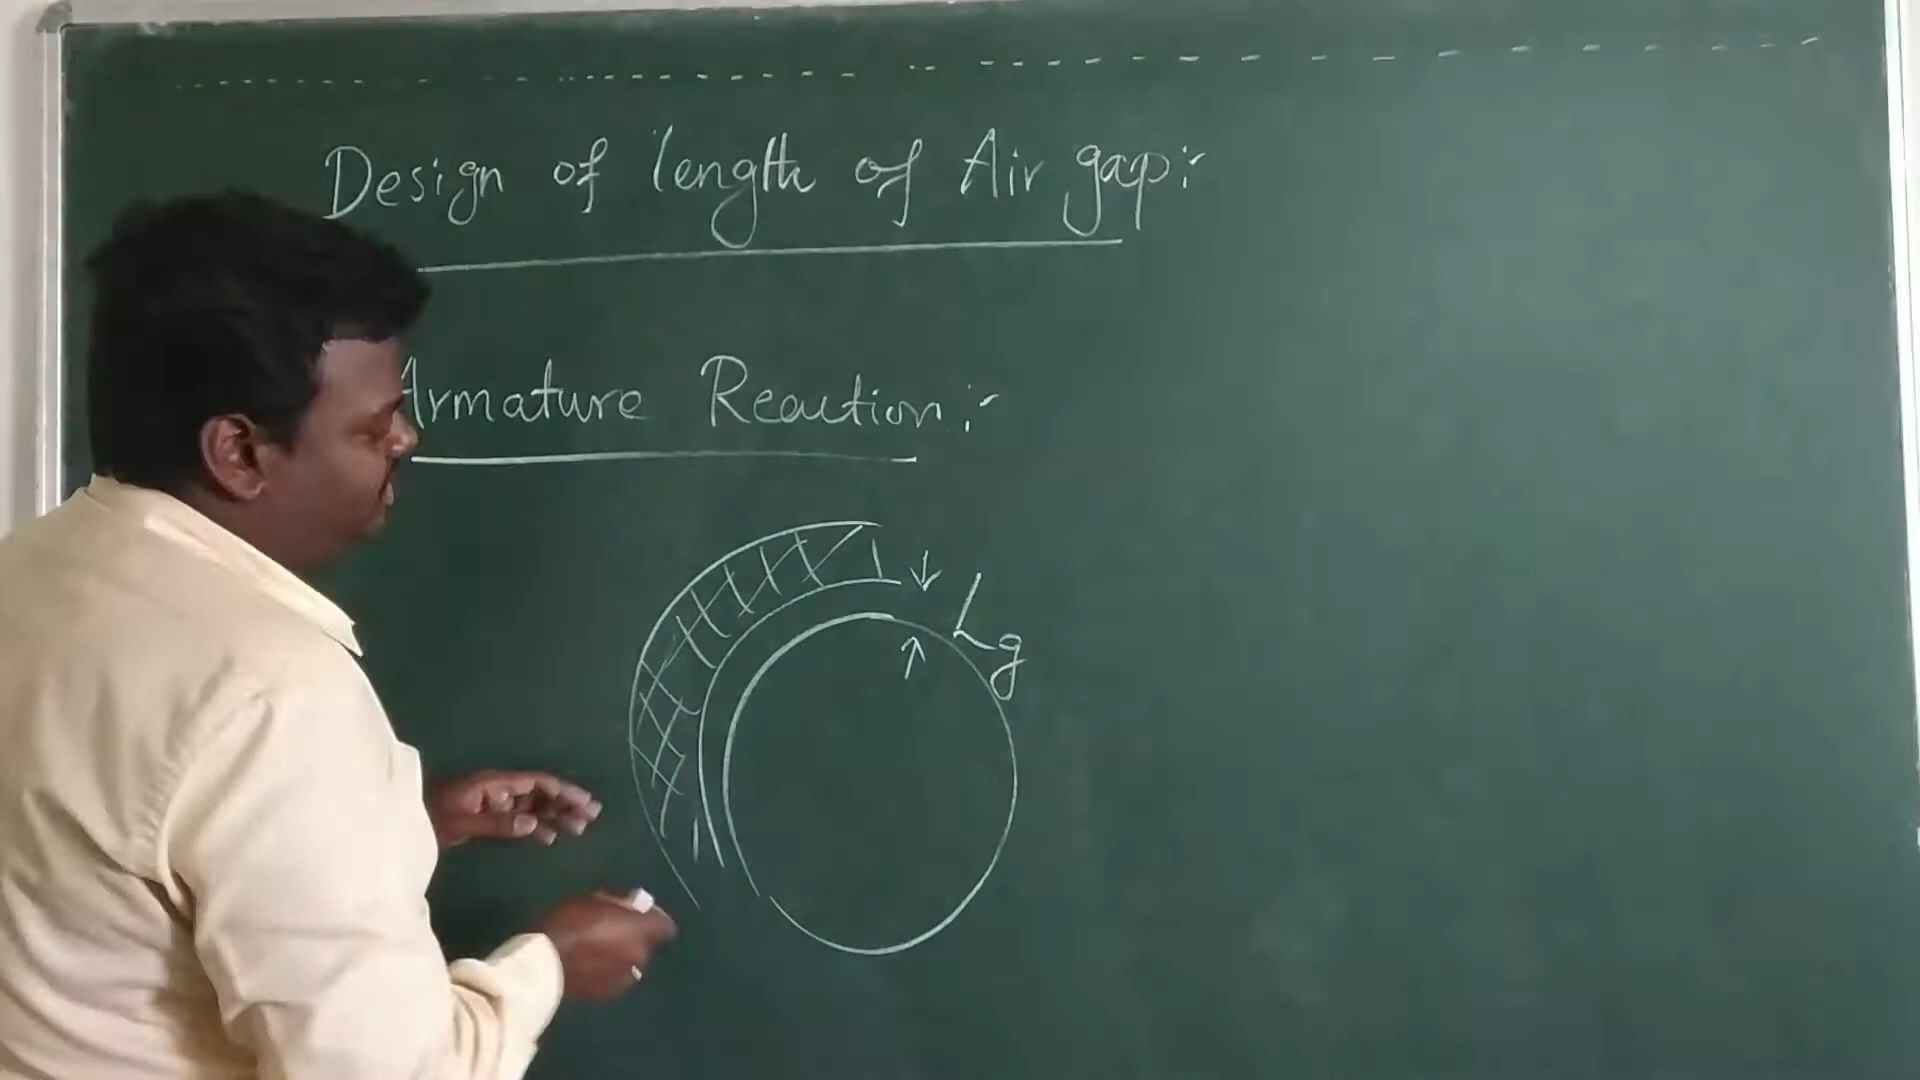 Design of length of Air gap:-
Armature Reaction:-
Lg